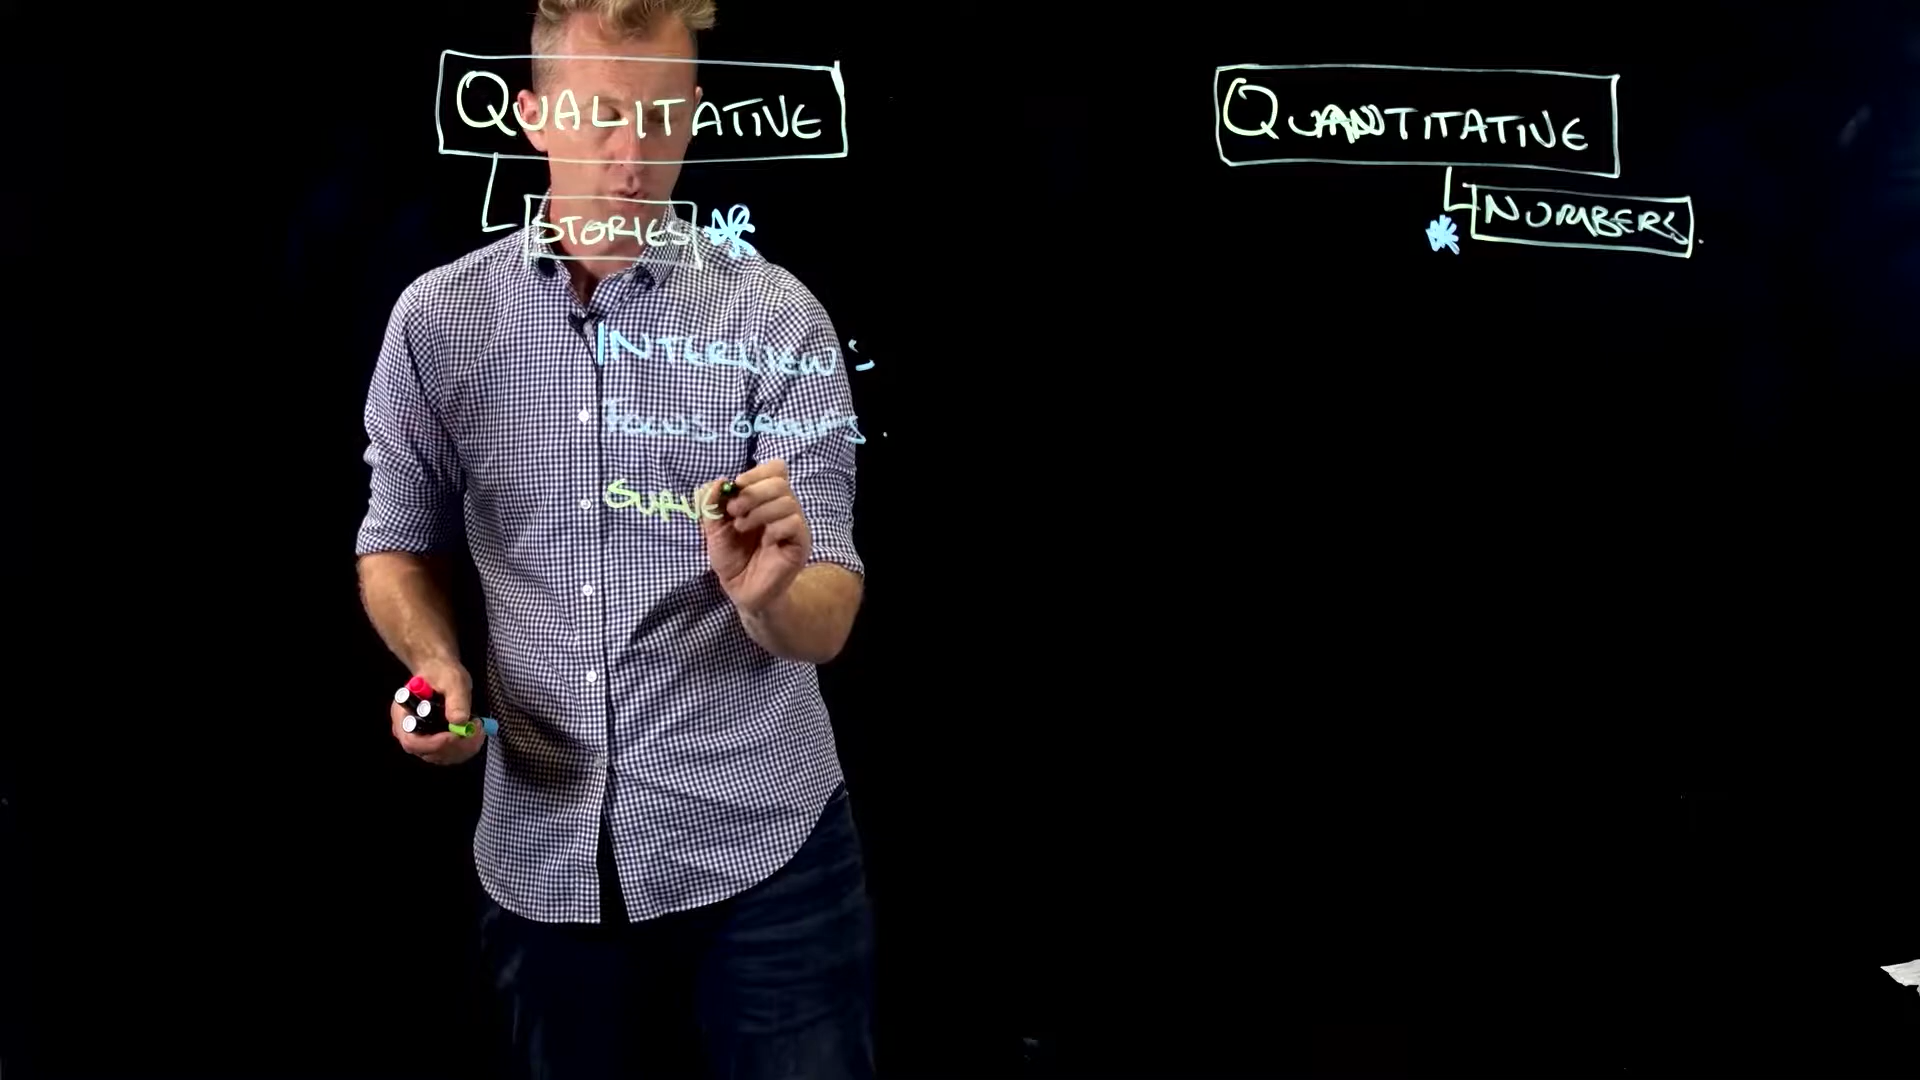 QUALITATIVE
STORIES
INTERVIEWS
FOCUS GROUPS.
SURVE
QUANTITATIVE
NUMBERS.